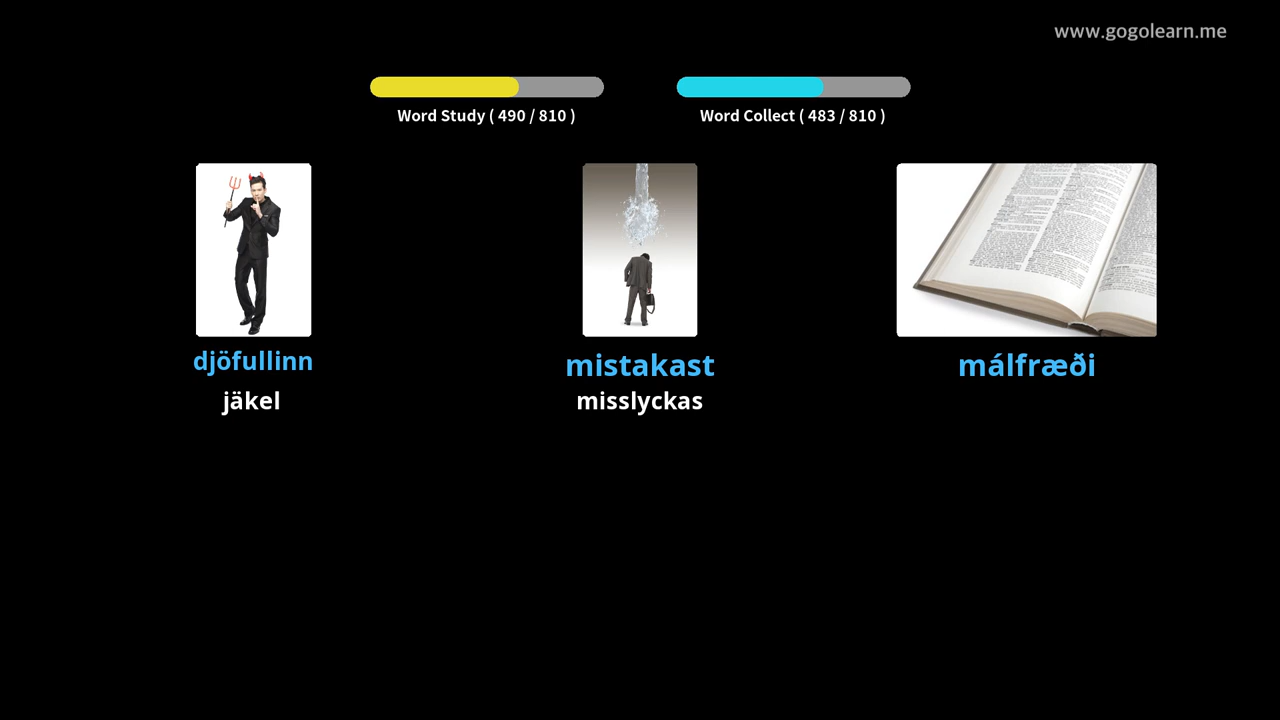 www.gogolearn.me
Word Study ( 490 / 810 )
Word Collect ( 483 / 810 )
djöfullinn
mistakast
málfræði
jäkel
misslyckas